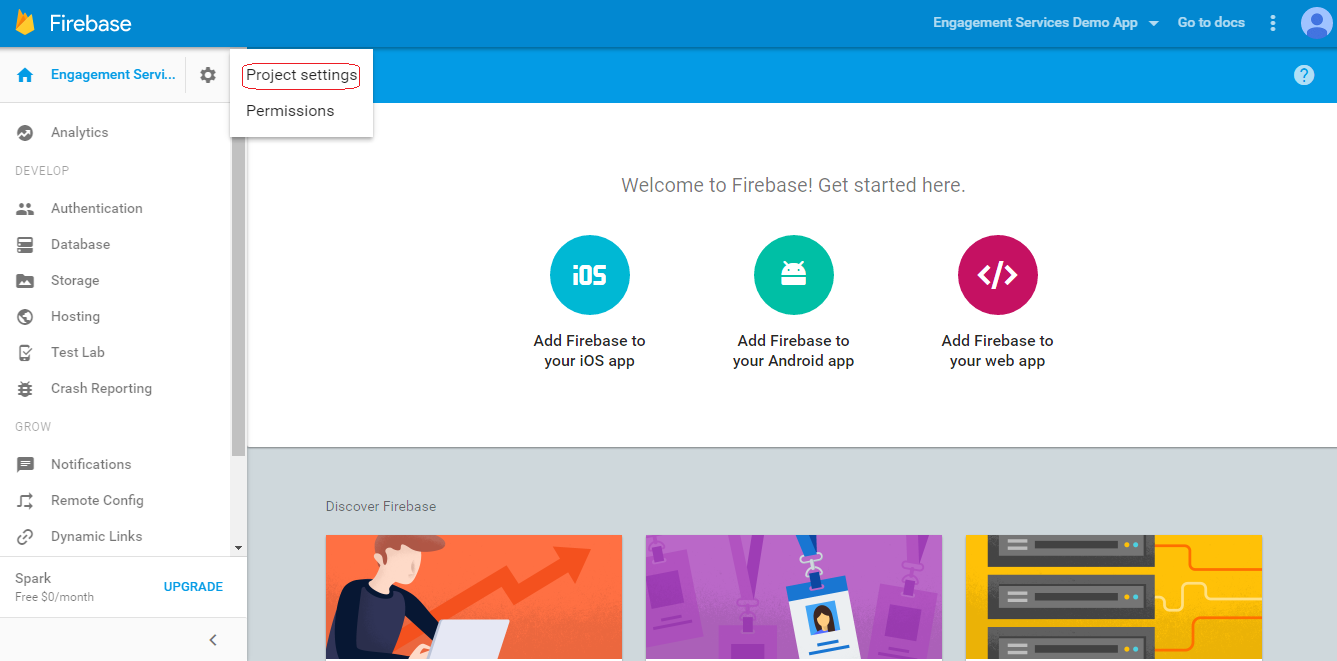 Firebase
Engagement Services Demo App
Go to docs
Engagement Servi...
Project settings
Permissions
?
Analytics
DEVELOP
Authentication
Database
Storage
Hosting
Test Lab
Crash Reporting
GROW
Notifications
Remote Config
Dynamic Links
Spark
Free $0/month
UPGRADE
Welcome to Firebase! Get started here.
iOS
</>
Add Firebase to
your iOS app
Add Firebase to
your Android app
Add Firebase to
your web app
Discover Firebase